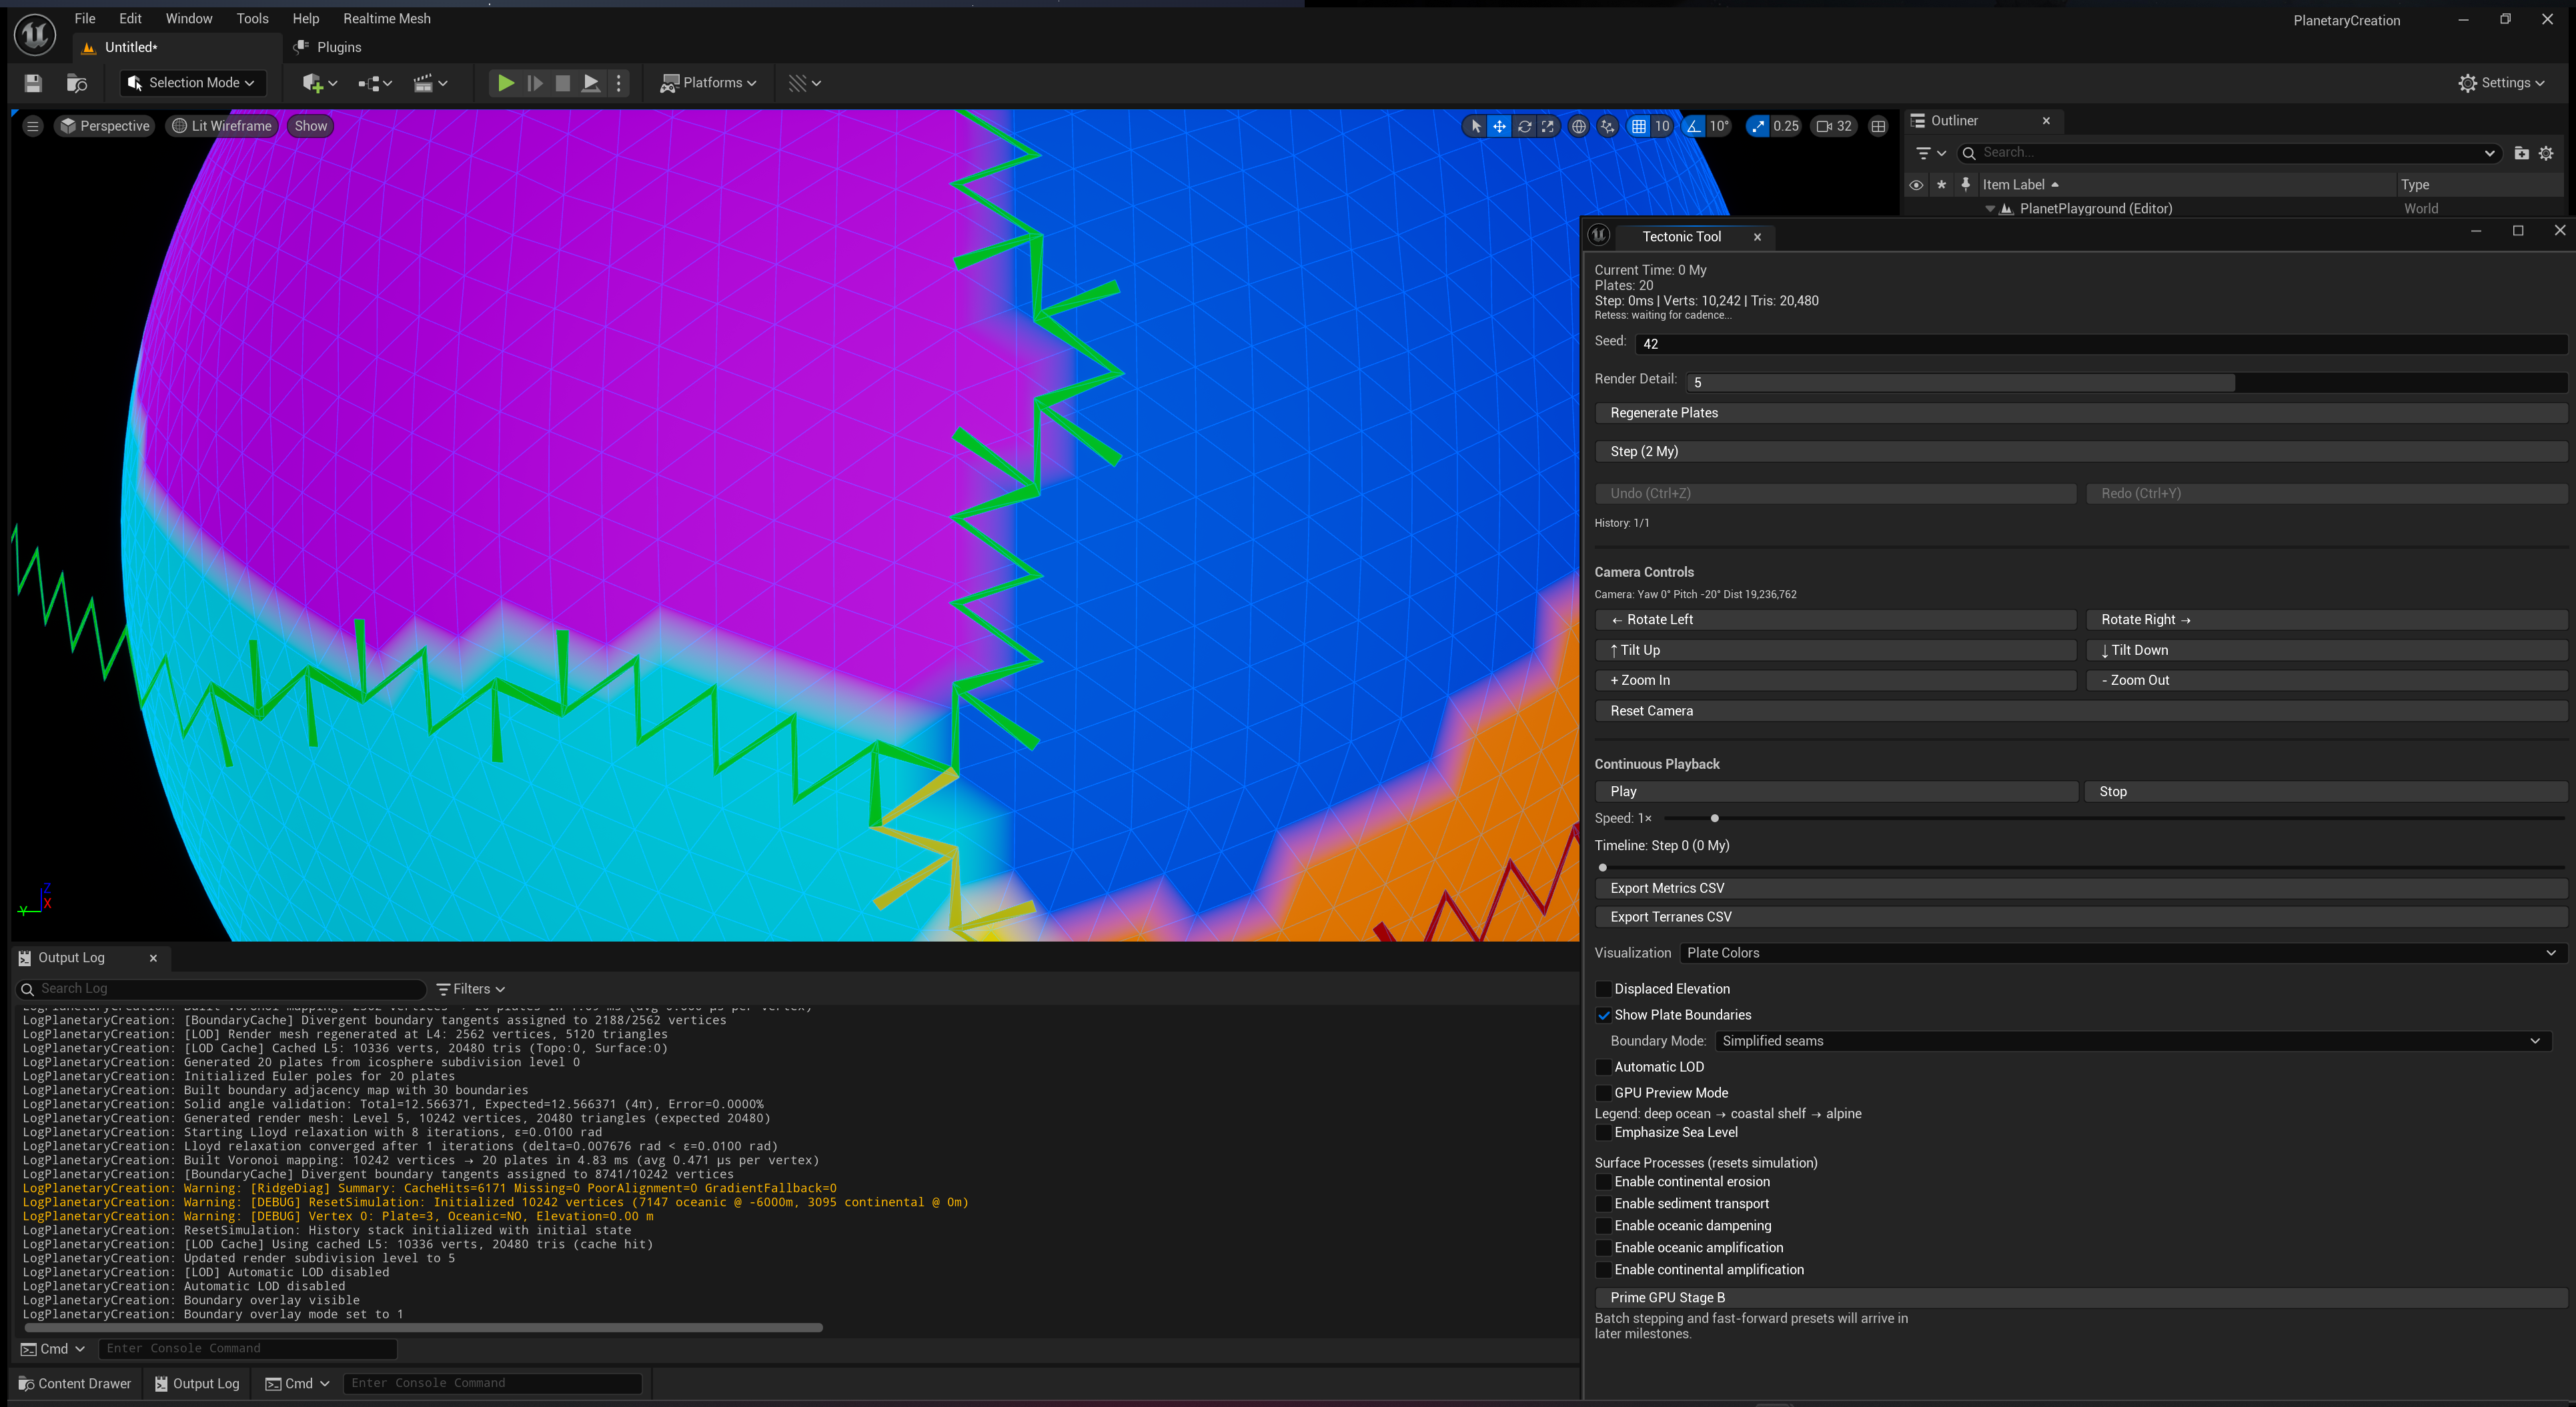 File Edit Window Tools Help Realtime Mesh
PlanetaryCreation
Untitled*
Plugins
Selection Mode
Platforms
Settings
Perspective
Lit Wireframe
Show
10
10°
0.25
32
Outliner
Search...
Item Label
Type
PlanetPlayground (Editor)
World
Tectonic Tool
Current Time: 0 My
Plates: 20
Step: 0ms | Verts: 10,242 | Tris: 20,480
Retess: waiting for cadence...
Seed: 42
Render Detail: 5
Regenerate Plates
Step (2 My)
Undo (Ctrl+Z)
Redo (Ctrl+Y)
History: 1/1
Camera Controls
Camera: Yaw 0° Pitch -20° Dist 19,236,762
← Rotate Left
Rotate Right →
↑ Tilt Up
↓ Tilt Down
+ Zoom In
- Zoom Out
Reset Camera
Continuous Playback
Play
Stop
Speed: 1×
Timeline: Step 0 (0 My)
Export Metrics CSV
Export Terranes CSV
Visualization Plate Colors
Displaced Elevation
Show Plate Boundaries
Boundary Mode: Simplified seams
Automatic LOD
GPU Preview Mode
Legend: deep ocean → coastal shelf → alpine
Emphasize Sea Level
Surface Processes (resets simulation)
Enable continental erosion
Enable sediment transport
Enable oceanic dampening
Enable oceanic amplification
Enable continental amplification
Prime GPU Stage B
Batch stepping and fast-forward presets will arrive in
later milestones.
Z
X
Y
Output Log
Search Log
Filters
LogPlanetaryCreation: [BoundaryCache] Divergent boundary tangents assigned to 2188/2562 vertices
LogPlanetaryCreation: [LOD] Render mesh regenerated at L4: 2562 vertices, 5120 triangles
LogPlanetaryCreation: [LOD Cache] Cached L5: 10336 verts, 20480 tris (Topo:0, Surface:0)
LogPlanetaryCreation: Generated 20 plates from icosphere subdivision level 0
LogPlanetaryCreation: Initialized Euler poles for 20 plates
LogPlanetaryCreation: Built boundary adjacency map with 30 boundaries
LogPlanetaryCreation: Solid angle validation: Total=12.566371, Expected=12.566371 (4π), Error=0.0000%
LogPlanetaryCreation: Generated render mesh: Level 5, 10242 vertices, 20480 triangles (expected 20480)
LogPlanetaryCreation: Starting Lloyd relaxation with 8 iterations, ε=0.0100 rad
LogPlanetaryCreation: Lloyd relaxation converged after 1 iterations (delta=0.007676 rad < ε=0.0100 rad)
LogPlanetaryCreation: Built Voronoi mapping: 10242 vertices → 20 plates in 4.83 ms (avg 0.471 μs per vertex)
LogPlanetaryCreation: [BoundaryCache] Divergent boundary tangents assigned to 8741/10242 vertices
LogPlanetaryCreation: Warning: [RidgeDiag] Summary: CacheHits=6171 Missing=0 PoorAlignment=0 GradientFallback=0
LogPlanetaryCreation: Warning: [DEBUG] ResetSimulation: Initialized 10242 vertices (7147 oceanic @ -6000m, 3095 continental @ 0m)
LogPlanetaryCreation: Warning: [DEBUG] Vertex 0: Plate=3, Oceanic=NO, Elevation=0.00 m
LogPlanetaryCreation: ResetSimulation: History stack initialized with initial state
LogPlanetaryCreation: [LOD Cache] Using cached L5: 10336 verts, 20480 tris (cache hit)
LogPlanetaryCreation: Updated render subdivision level to 5
LogPlanetaryCreation: [LOD] Automatic LOD disabled
LogPlanetaryCreation: Automatic LOD disabled
LogPlanetaryCreation: Boundary overlay visible
LogPlanetaryCreation: Boundary overlay mode set to 1
Cmd
Enter Console Command
Content Drawer
Output Log
Cmd
Enter Console Command